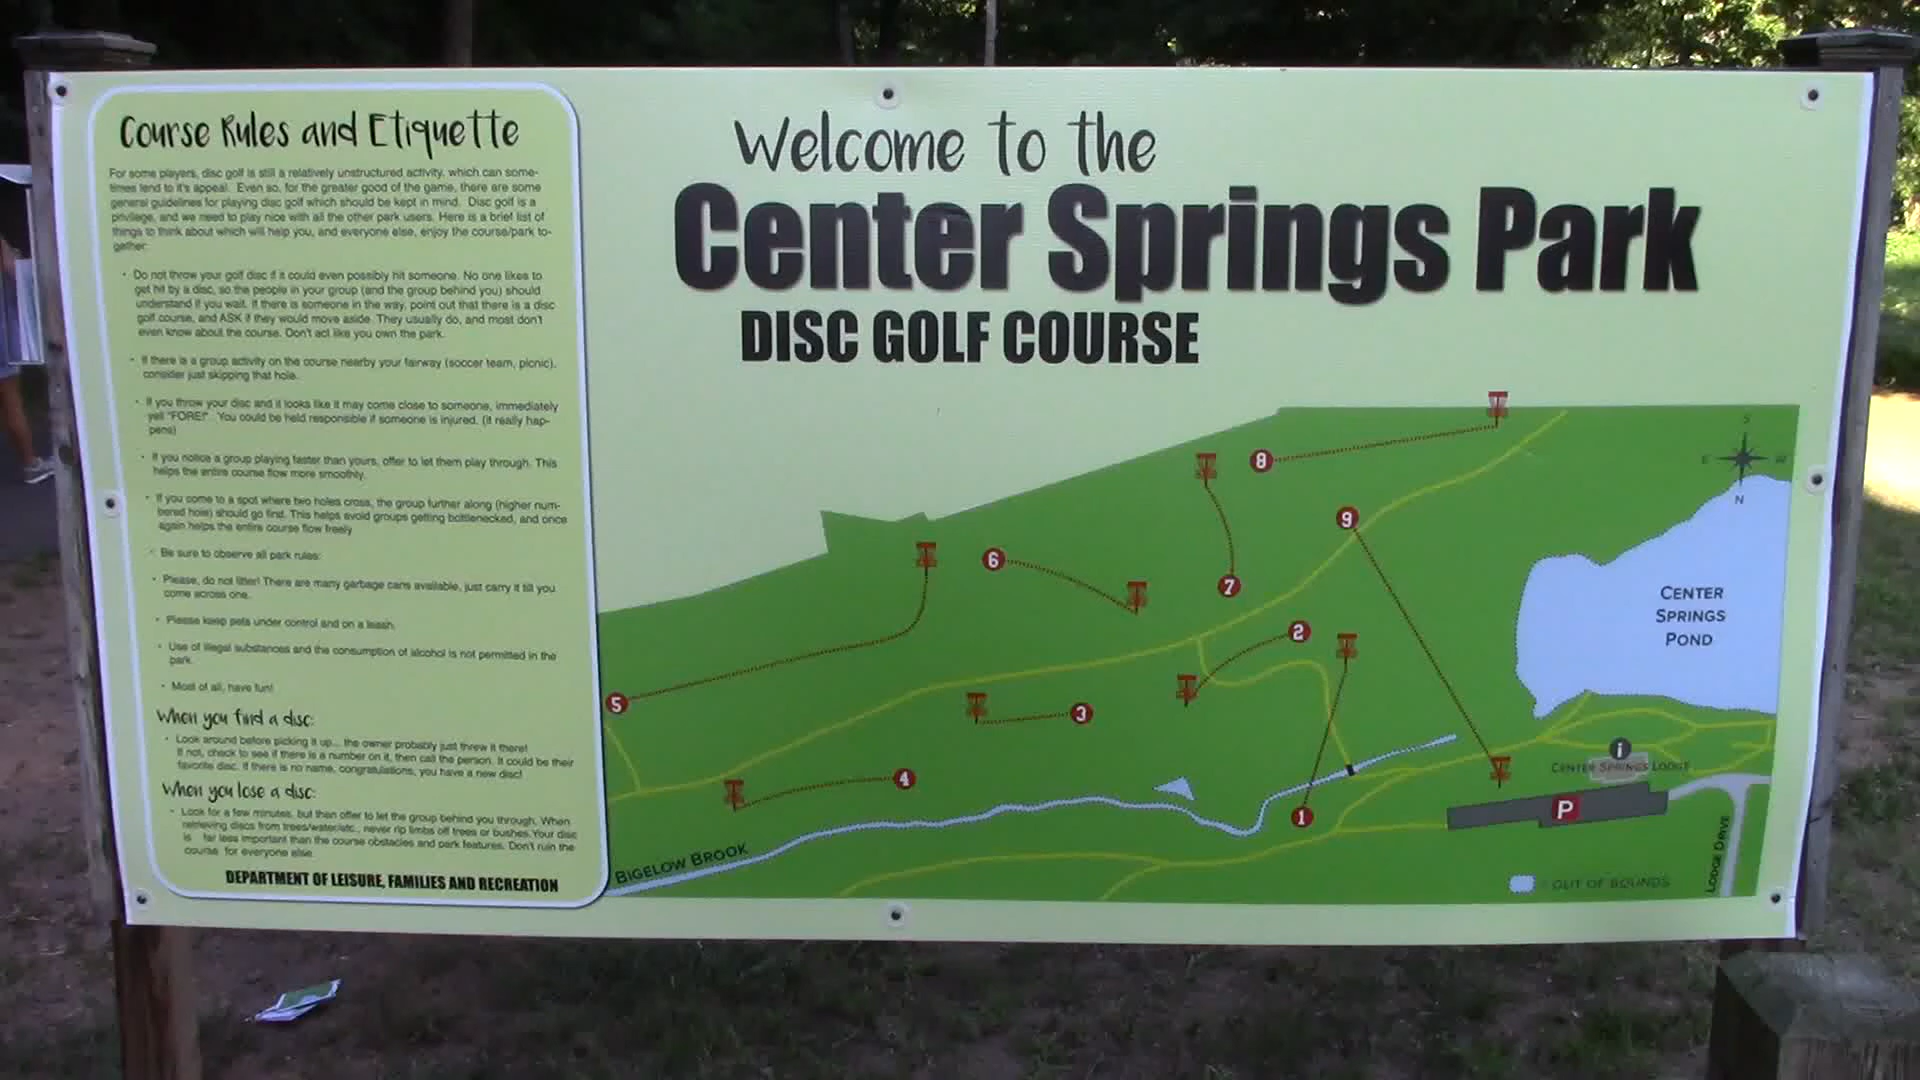 Course Rules and Etiquette
For some players, disc golf is still a relatively unstructured activity, which can some-
times lend to it's appeal. Even so, for the greater good of the game, there are some
general guidelines for playing disc golf which should be kept in mind. Disc golf is a
privilege, and we need to play nice with all the other park users. Here is a brief list of
things to think about which will help you, and everyone else, enjoy the course/park to-
gether:
• Do not throw your golf disc if it could even possibly hit someone. No one likes to
get hit by a disc, so the people in your group (and the group behind you) should
understand if you wait. If there is someone in the way, point out that there is a disc
golf course, and ASK if they would move aside. They usually do, and most don't
even know about the course. Don't act like you own the park.
• If there is a group activity on the course nearby your fairway (soccer team, picnic),
consider just skipping that hole.
• If you throw your disc and it looks like it may come close to someone, immediately
yell "FORE!". You could be held responsible if someone is injured. (it really hap-
pens)
• If you notice a group playing faster than yours, offer to let them play through. This
helps the entire course flow more smoothly.
• If you come to a spot where two holes cross, the group further along (higher num-
bered hole) should go first. This helps avoid groups getting bottlenecked, and once
again helps the entire course flow freely
• Be sure to observe all park rules:
• Please, do not litter! There are many garbage cans available, just carry it till you
come across one.
• Please keep pets under control and on a leash.
• Use of illegal substances and the consumption of alcohol is not permitted in the
park.
• Most of all, have fun!
When you find a disc:
• Look around before picking it up... the owner probably just threw it there!
If not, check to see if there is a number on it, then call the person. It could be their
favorite disc. If there is no name, congratulations, you have a new disc!
When you lose a disc:
• Look for a few minutes, but then offer to let the group behind you through. When
retrieving discs from trees/water/etc., never rip limbs off trees or bushes. Your disc
is far less important than the course obstacles and park features. Don't ruin the
course for everyone else.
DEPARTMENT OF LEISURE, FAMILIES AND RECREATION
Welcome to the
Center Springs Park
DISC GOLF COURSE
8
S
E W
N
9
6
7
CENTER
SPRINGS
POND
2
5
3
4
i
CENTER SPRINGS LODGE
P
1
BIGELOW BROOK
LODGE DRIVE
- OUT OF BOUNDS